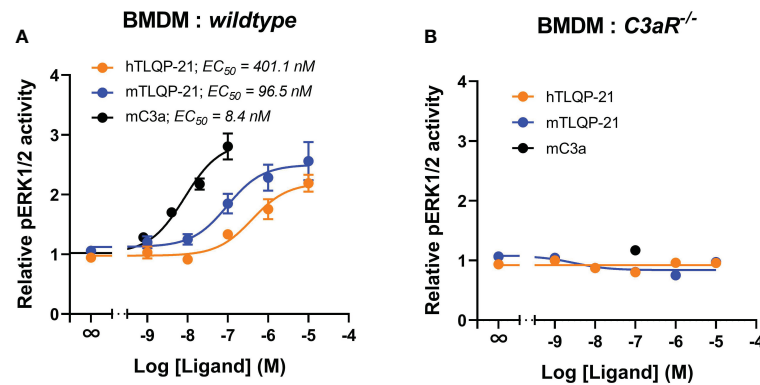 A
BMDM : wildtype
hTLQP-21; EC50 = 401.1 nM
mTLQP-21; EC50 = 96.5 nM
mC3a; EC50 = 8.4 nM
Relative pERK1/2 activity
4
3
2
1
0
∞ -9 -8 -7 -6 -5 -4
Log [Ligand] (M)
B
BMDM : C3aR-/-
hTLQP-21
mTLQP-21
mC3a
Relative pERK1/2 activity
4
3
2
1
0
∞ -9 -8 -7 -6 -5 -4
Log [Ligand] (M)